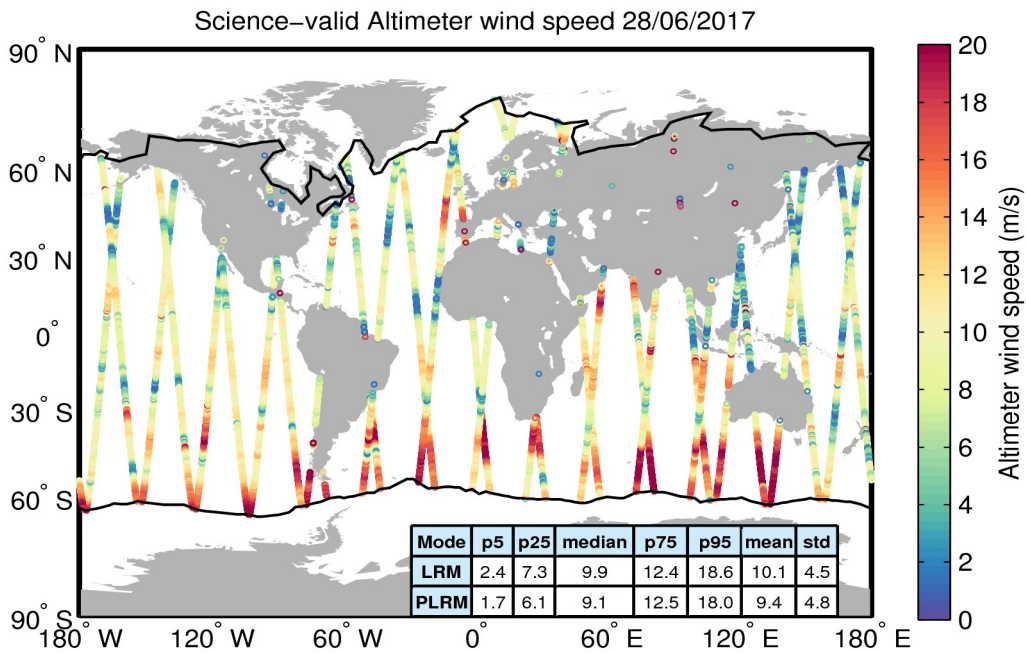 Science-valid Altimeter wind speed 28/06/2017
90° N
60° N
30° N
0°
30° S
60° S
90° S
180° W
120° W
60° W
0°
60° E
120° E
180° E
Mode p5 p25 median p75 p95 mean std
LRM 2.4 7.3 9.9 12.4 18.6 10.1 4.5
PLRM 1.7 6.1 9.1 12.5 18.0 9.4 4.8
20
18
16
14
12
10
8
6
4
2
0
Altimeter wind speed (m/s)